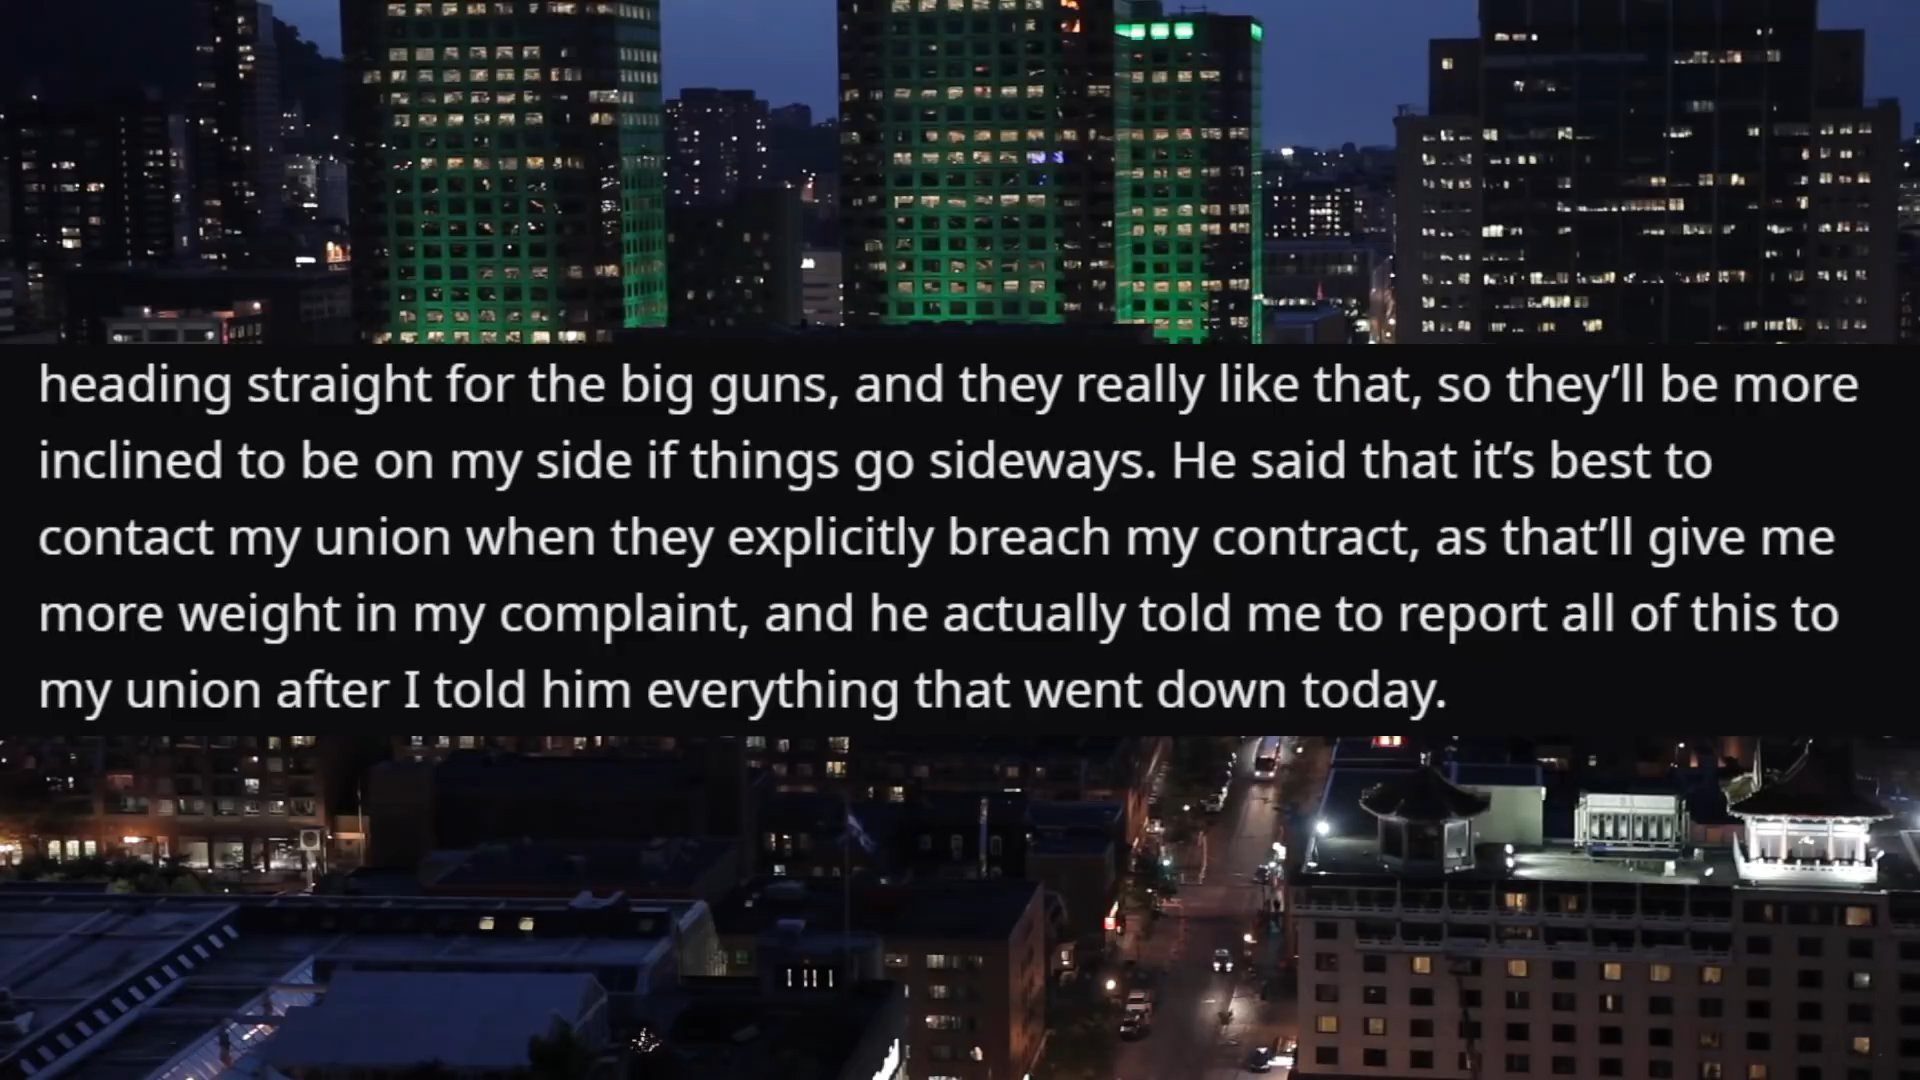 heading straight for the big guns, and they really like that, so they’ll be more
inclined to be on my side if things go sideways. He said that it’s best to
contact my union when they explicitly breach my contract, as that’ll give me
more weight in my complaint, and he actually told me to report all of this to
my union after I told him everything that went down today.